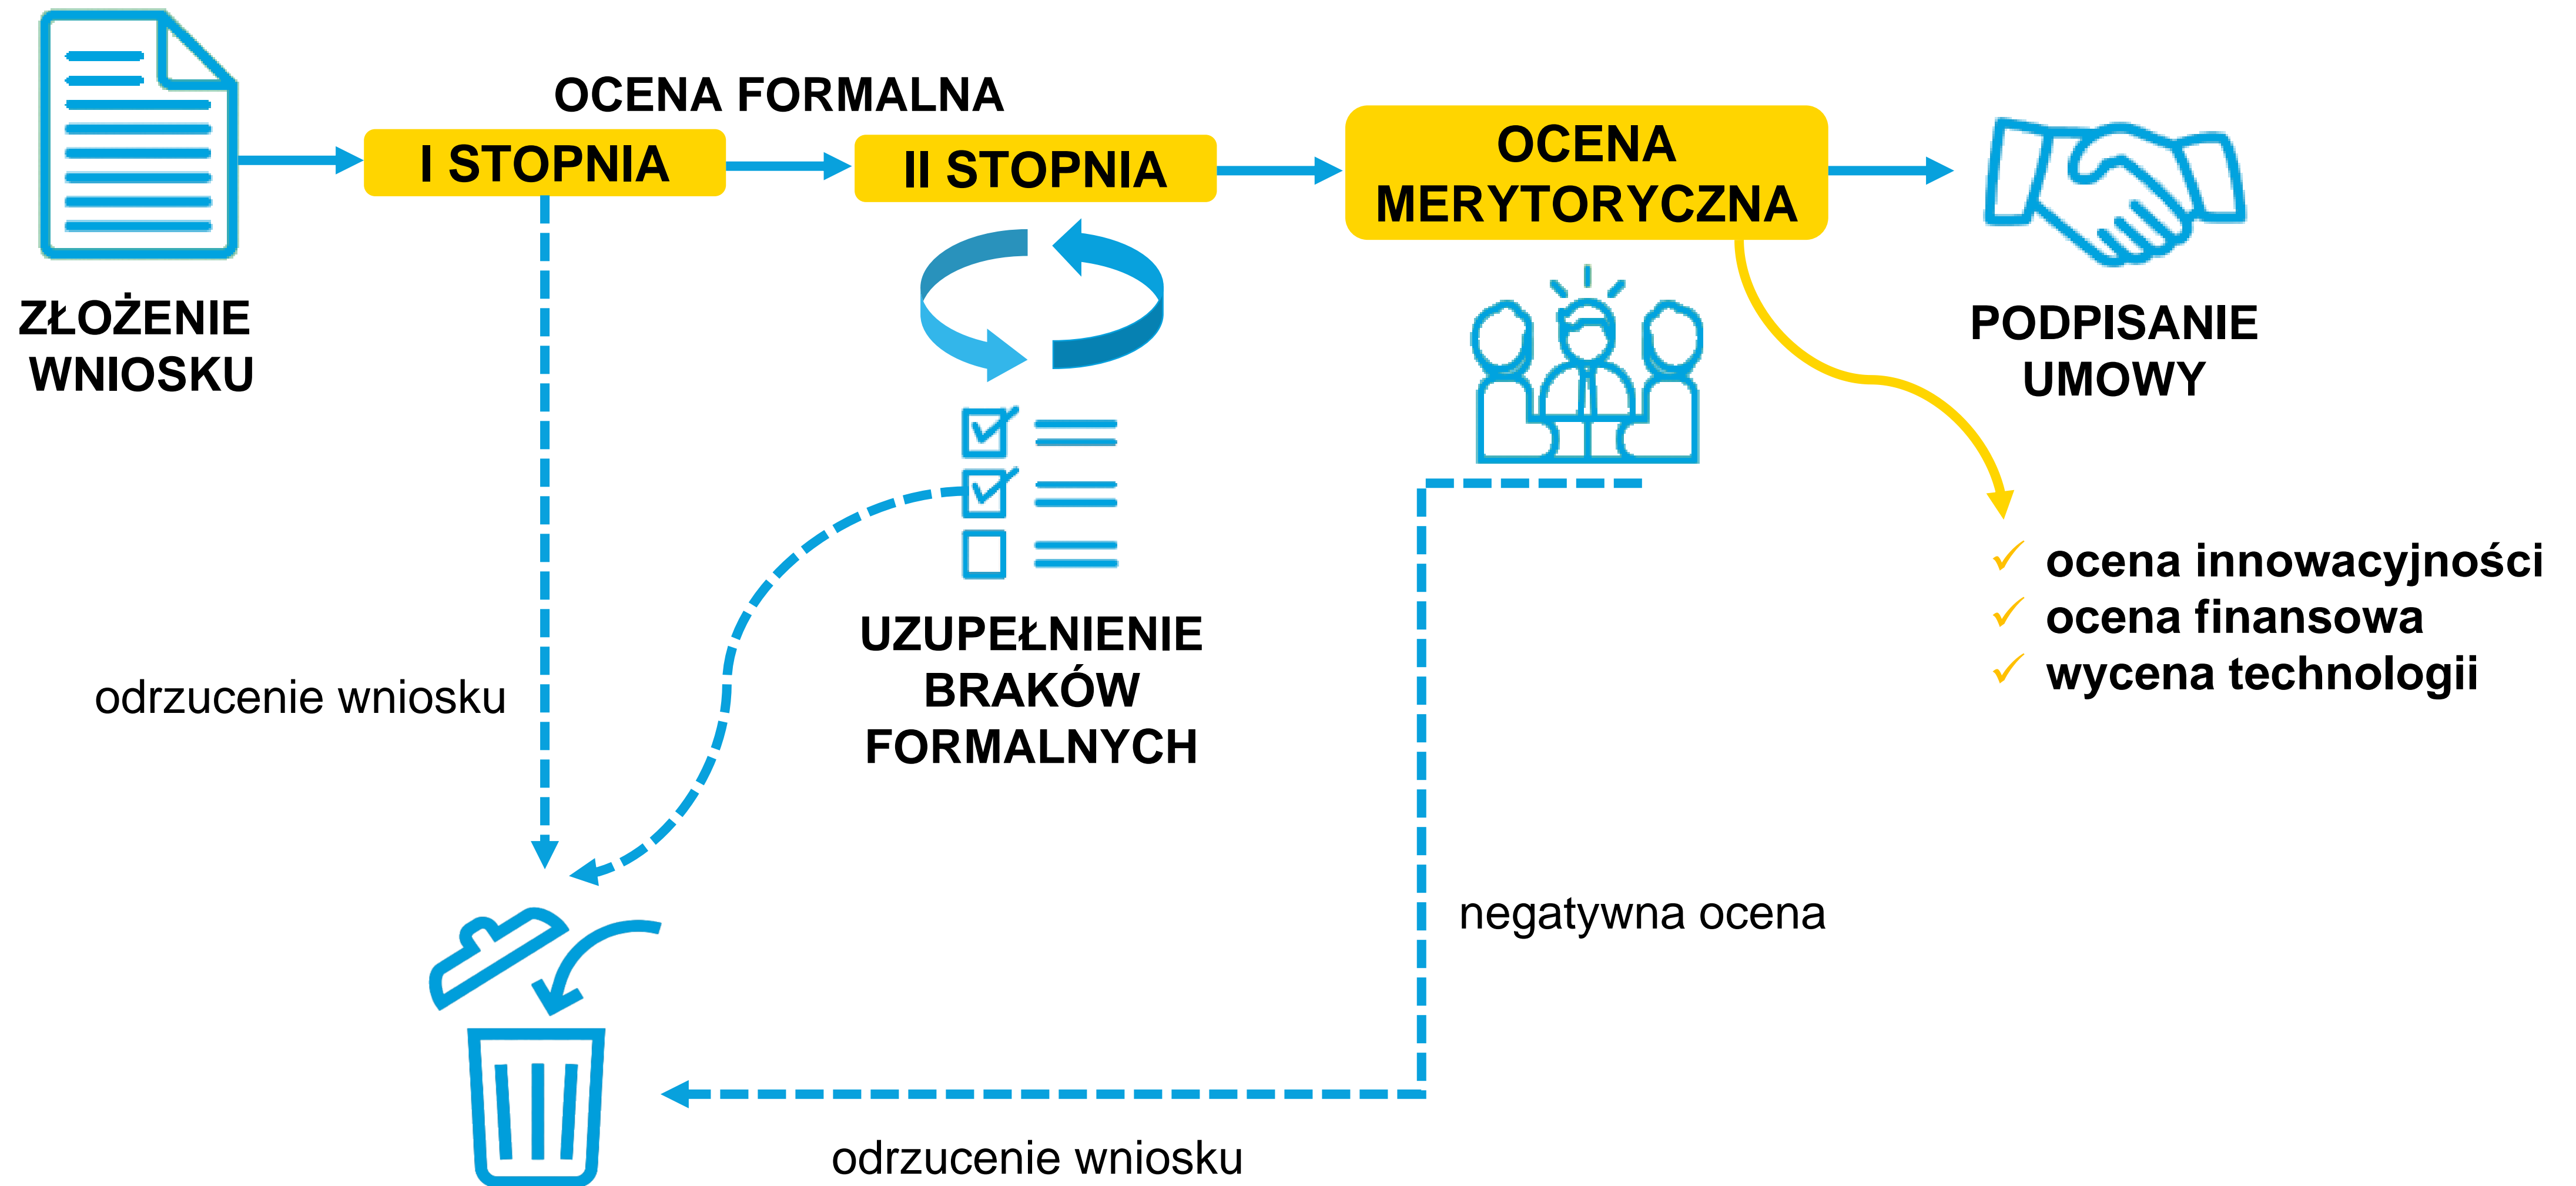 OCENA FORMALNA
I STOPNIA
II STOPNIA
OCENA
MERYTORYCZNA
ZŁOŻENIE
WNIOSKU
PODPISANIE
UMOWY
ocena innowacyjności
ocena finansowa
wycena technologii
UZUPEŁNIENIE
BRAKÓW
FORMALNYCH
odrzucenie wniosku
negatywna ocena
odrzucenie wniosku